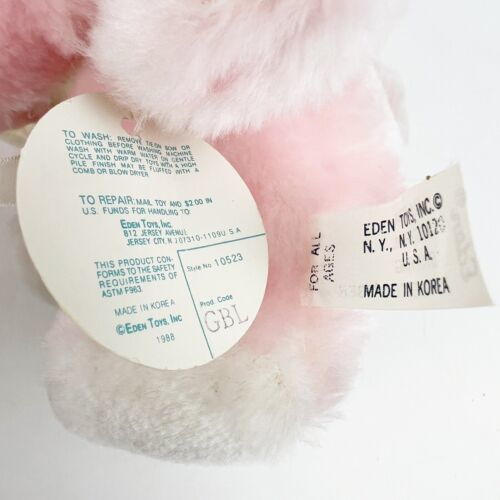 TO WASH: REMOVE TIE-ON BOW OR
CLOTHING BEFORE WASHING MACHINE
WASH WITH WARM WATER ON GENTLE
CYCLE AND DRIP DRY TOYS WITH A HIGH
PILE FINISH MAY BE FLUFFED WITH A
COMB OR BLOW DRYER
TO REPAIR: MAIL TOY AND $2.00 IN
U.S. FUNDS FOR HANDLING TO:
EDEN TOYS, INC.
812 JERSEY AVENUE
JERSEY CITY, N J 07310-1109 U.S.A
THIS PRODUCT CON-
FORMS TO THE SAFETY
REQUIREMENTS OF
ASTM F963.
MADE IN KOREA
©EDEN TOYS, INC
1988
Style No 10523
Prod. Code
GBL
FOR ALL
AGES
EDEN TOYS, INC.©
N.Y., N.Y. 10120
U.S.A.
MADE IN KOREA